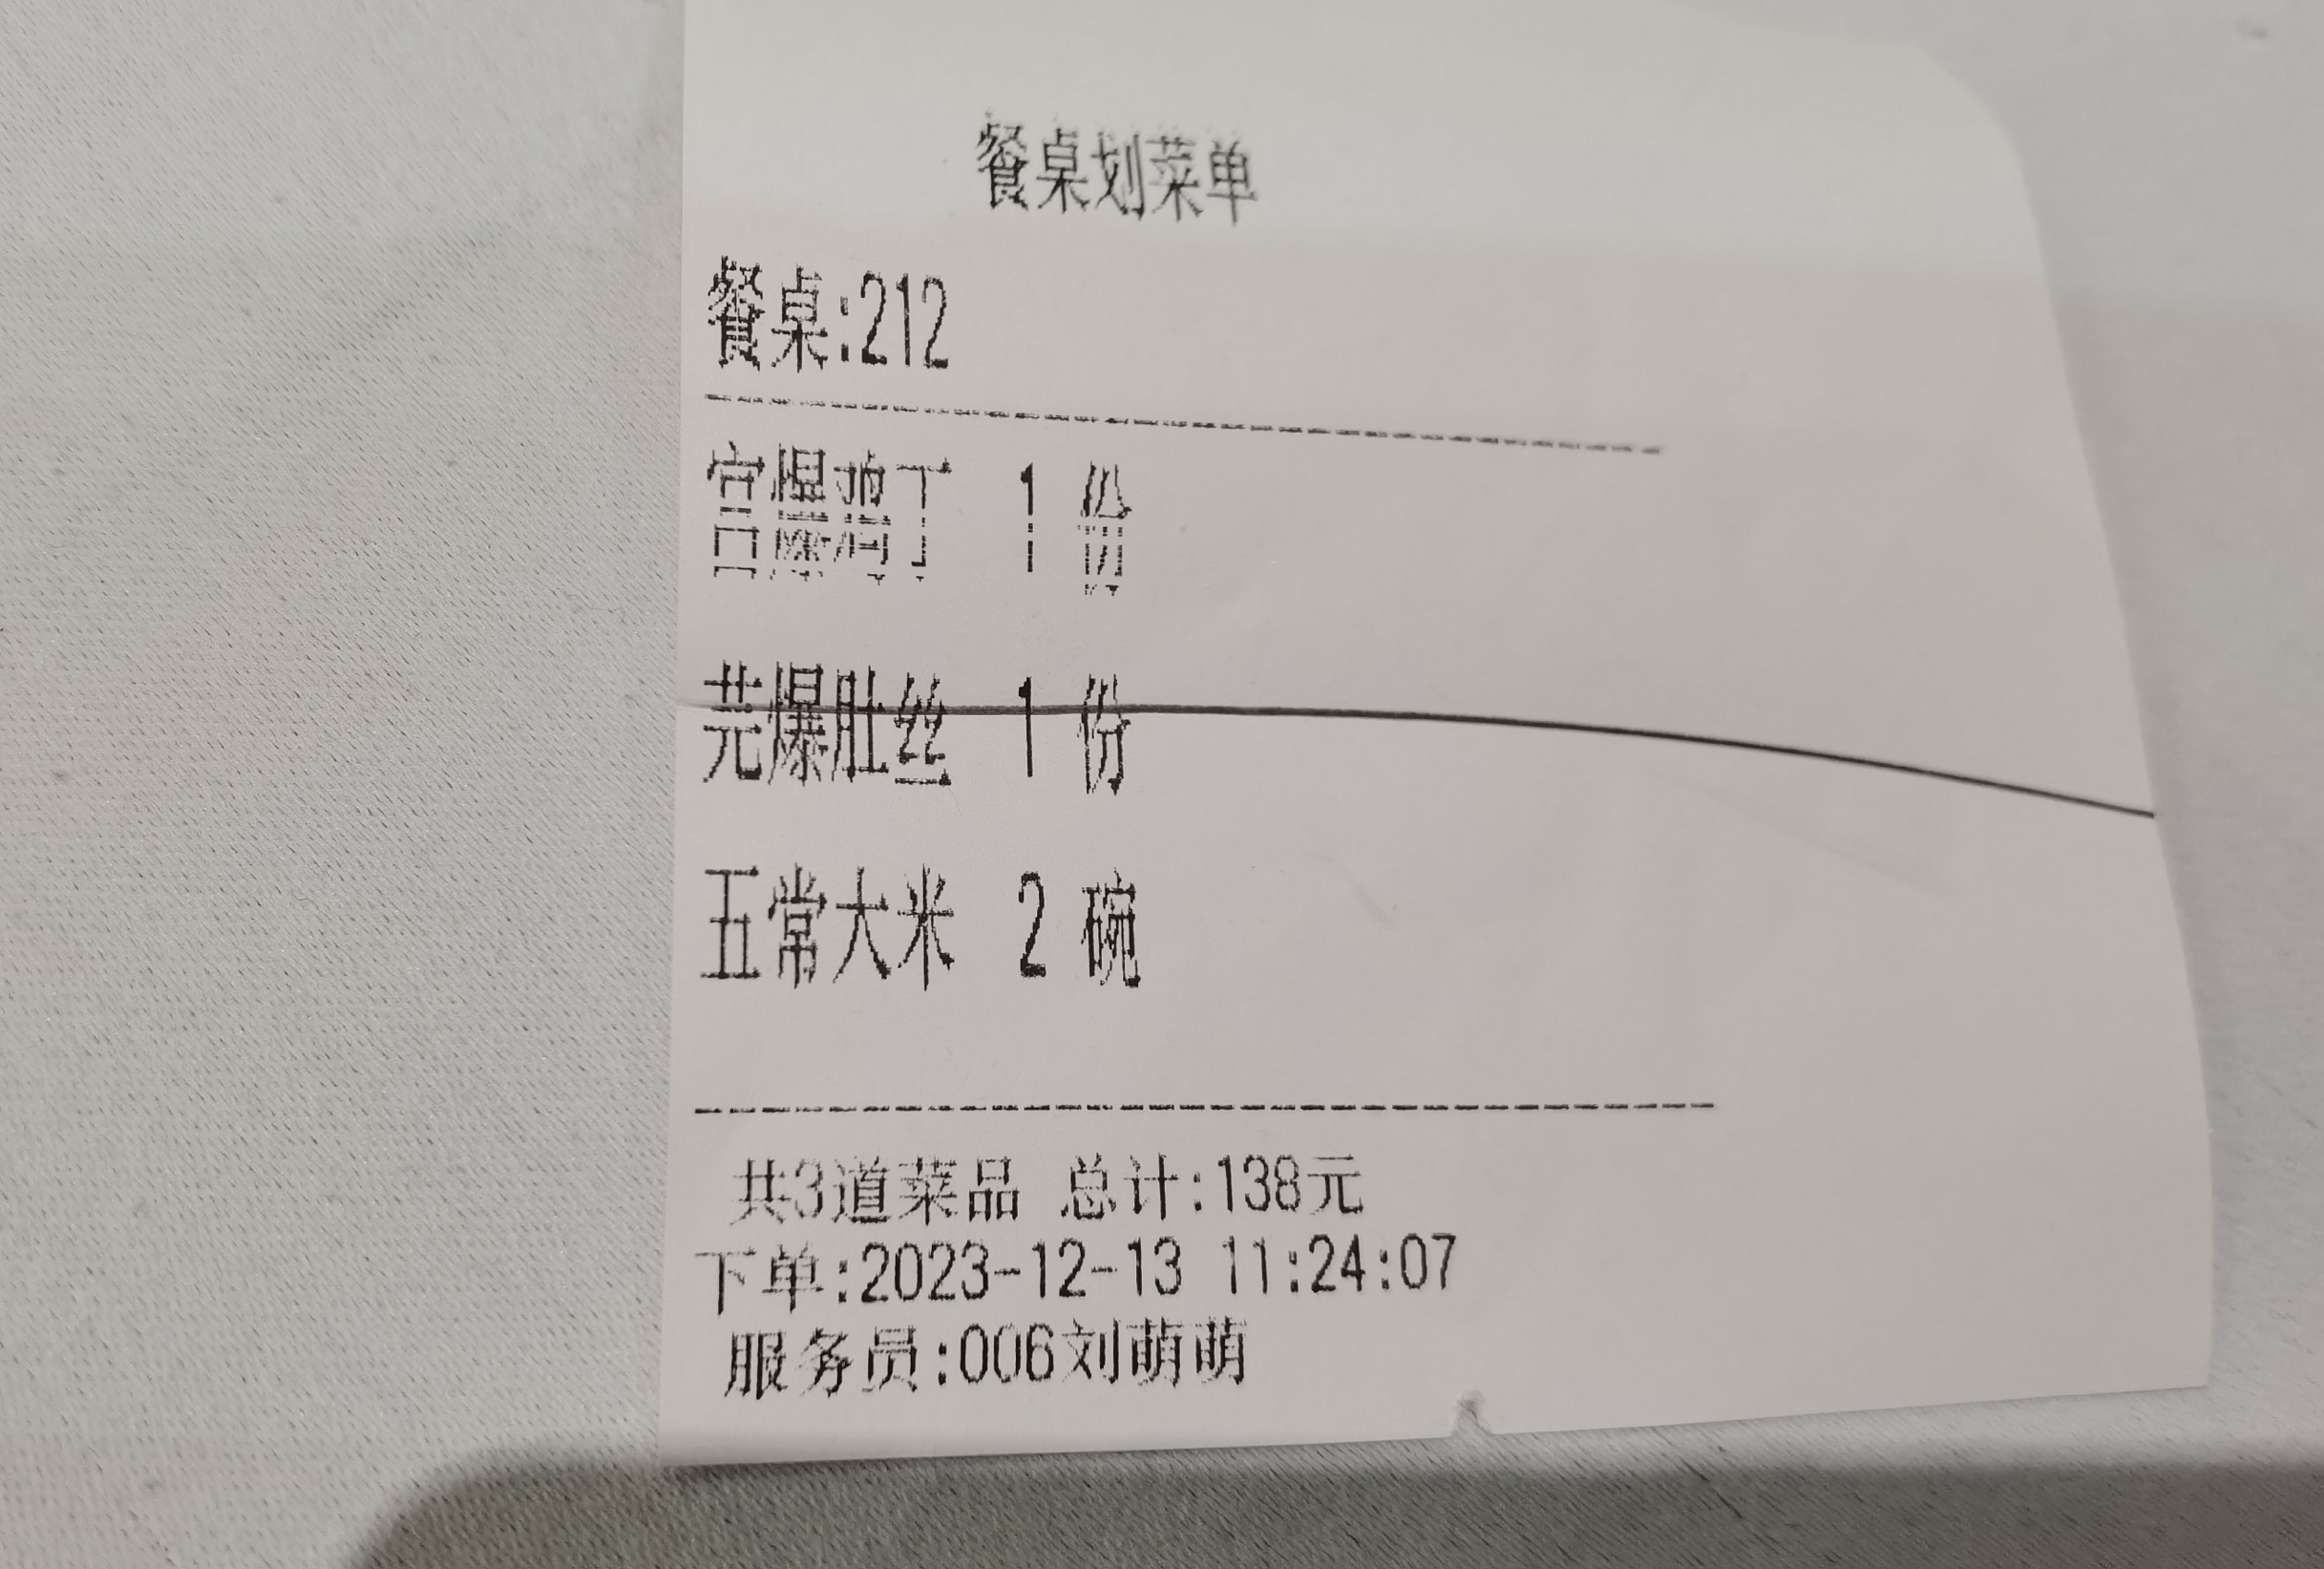 餐桌划菜单
餐桌:212
宫爆鸡丁 1 份
芫爆肚丝 1 份
五常大米 2 碗
共3道菜品 总计:138元
下单:2023-12-13 11:24:07
服务员:006刘萌萌